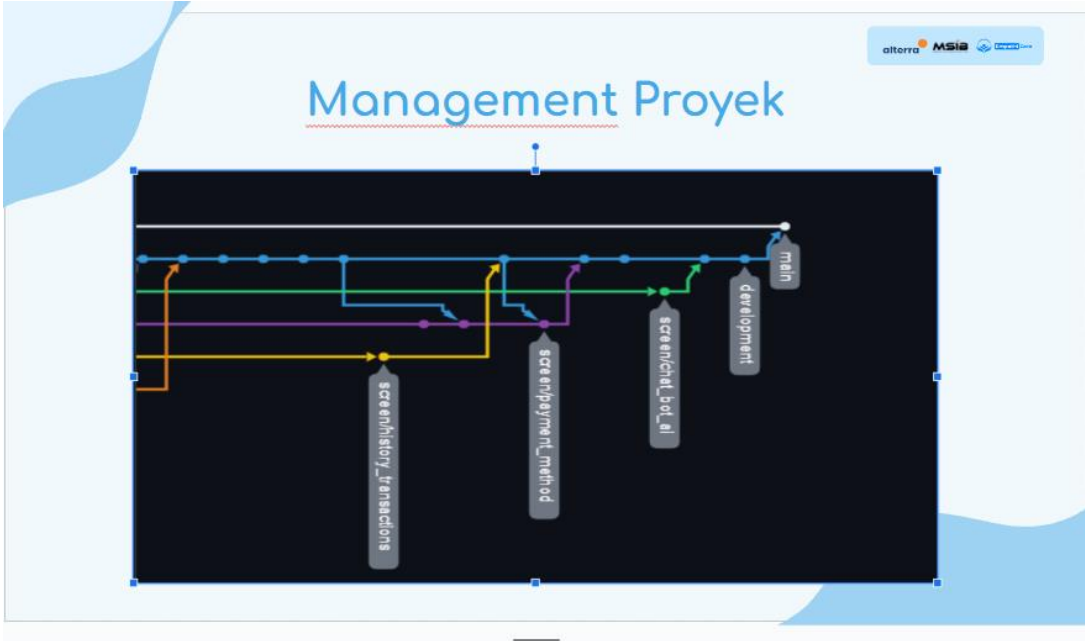 alterra MSIB
Management Proyek
main
development
screen/chat_bot_ai
screen/payment_method
screen/history_transactions